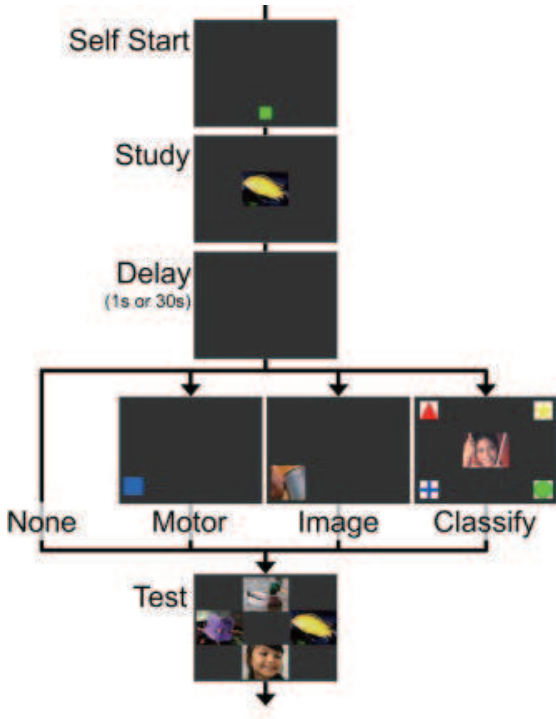 Self Start
Study
Delay
(1s or 30s)
None Motor Image Classify
Test